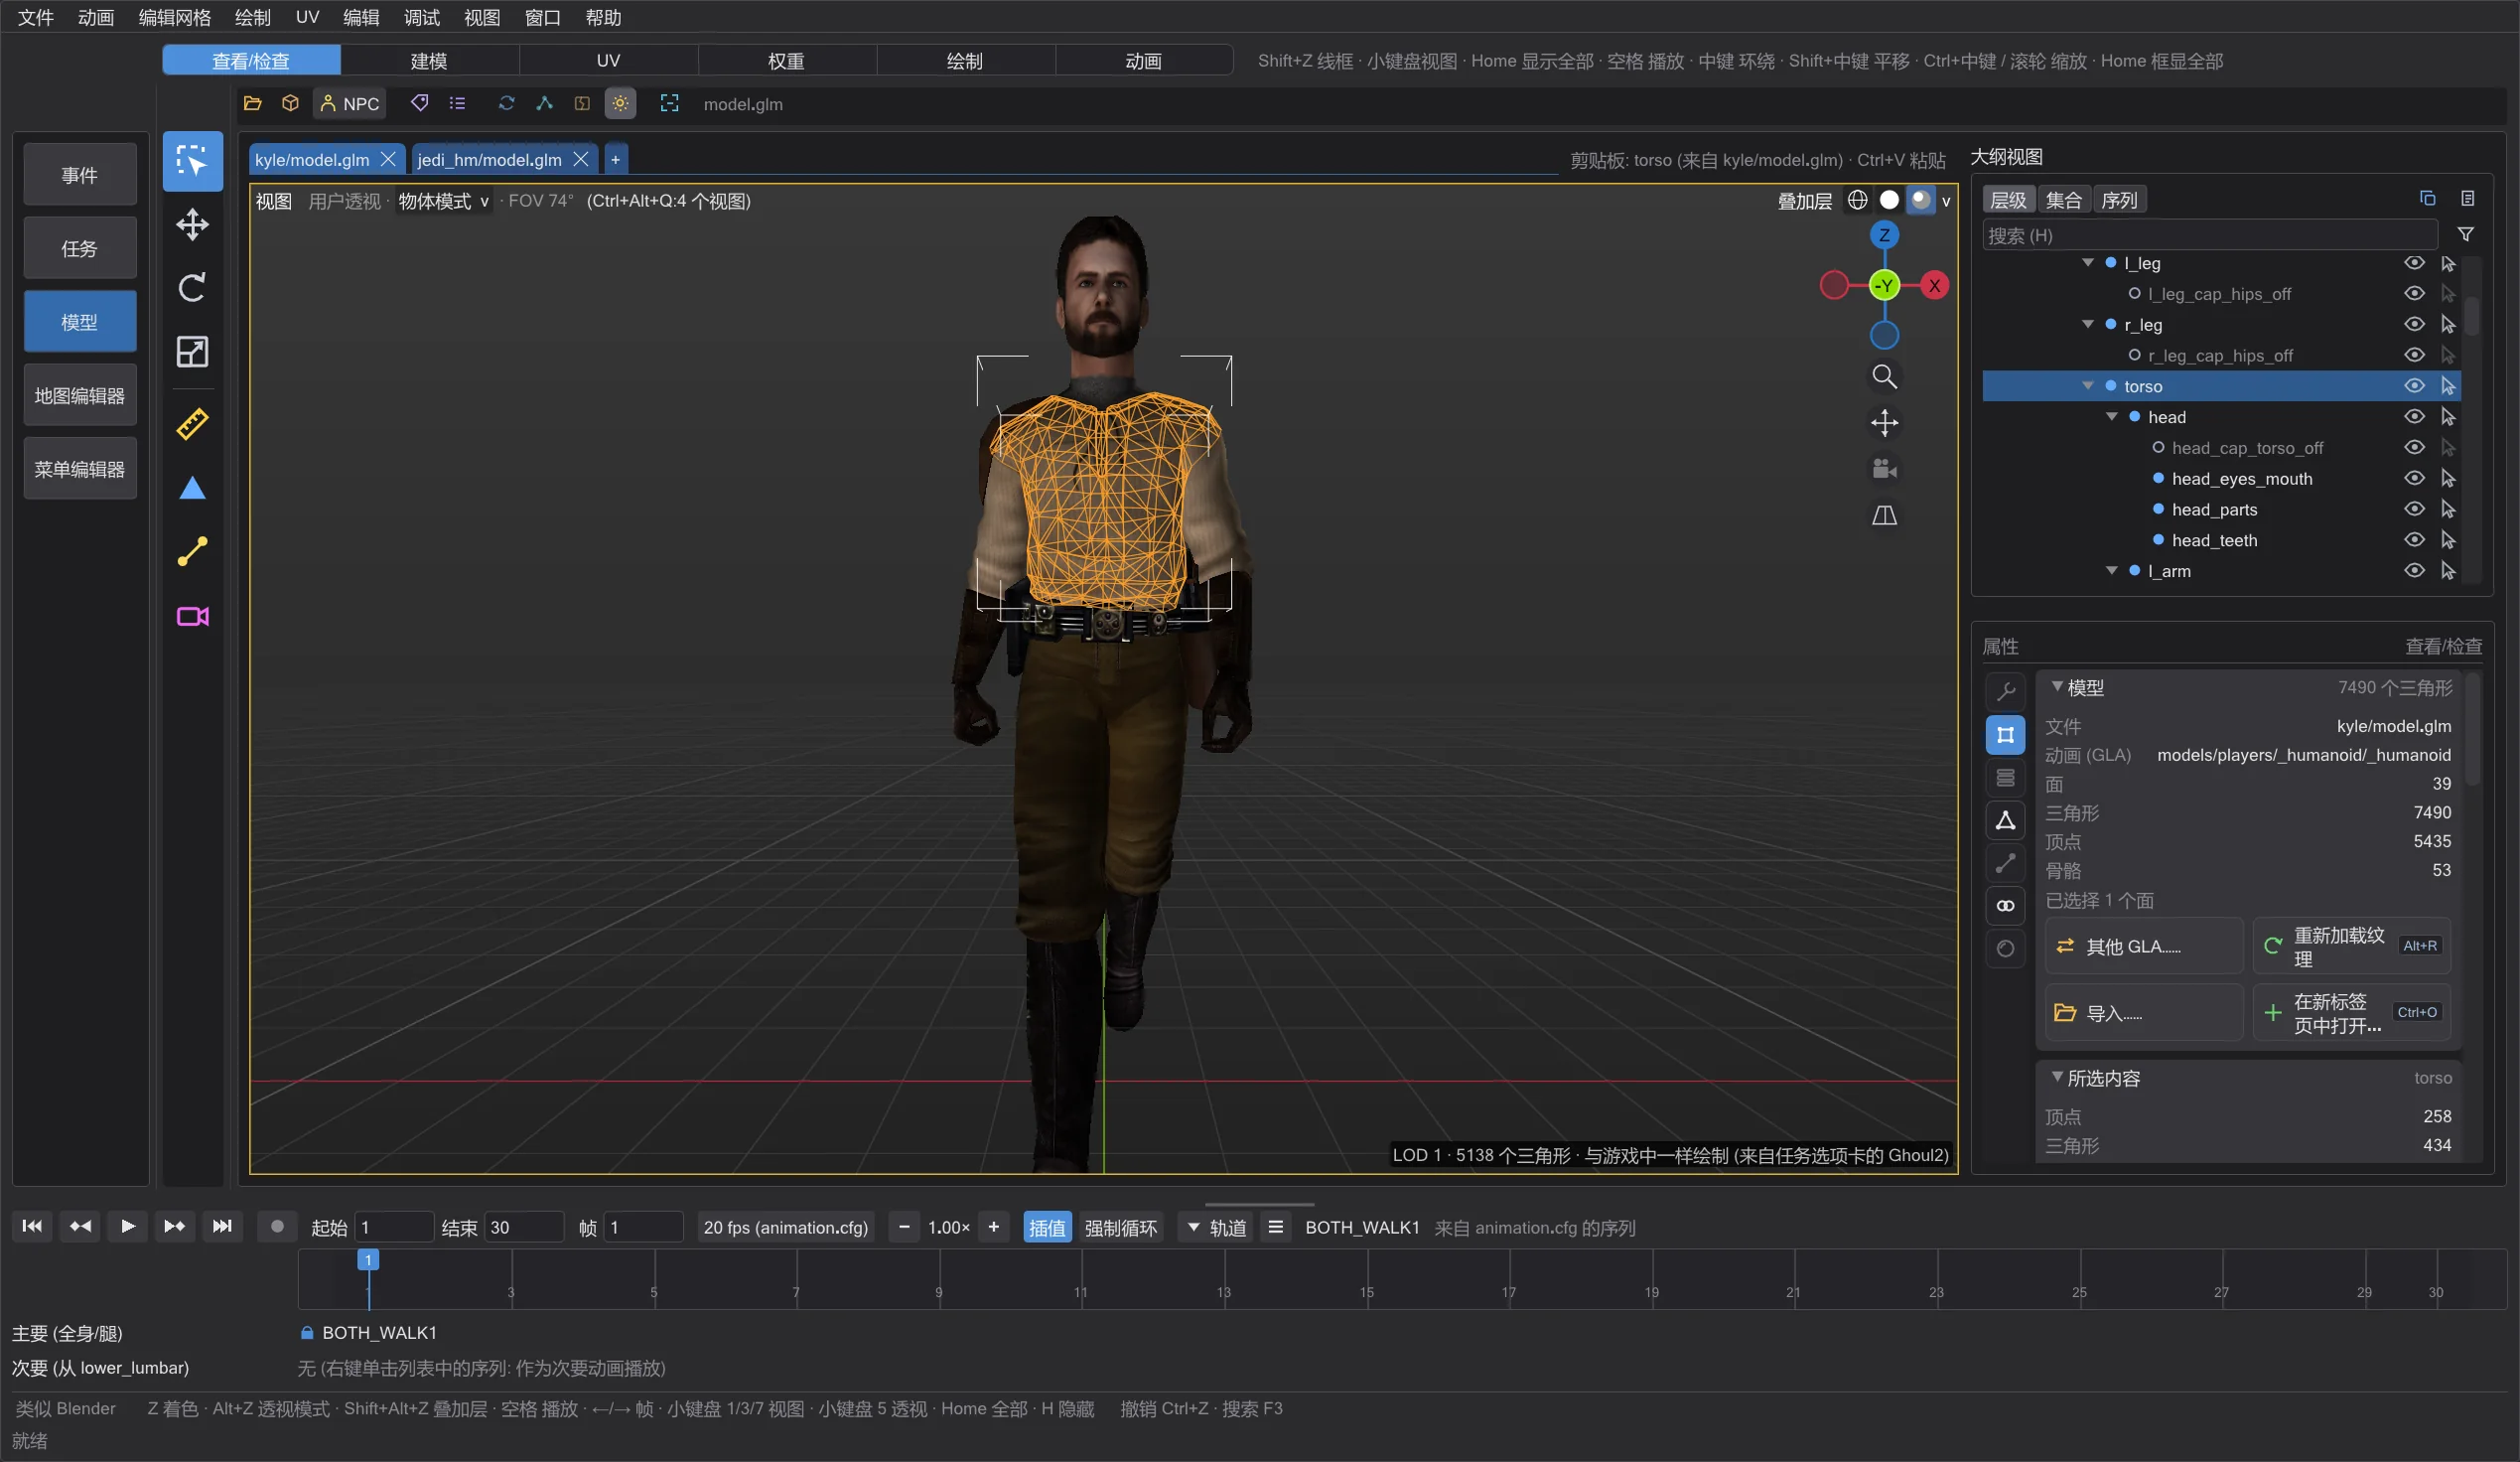 文件 动画 编辑网格 绘制 UV 编辑 调试 视图 窗口 帮助
查看/检查 建模 UV 权重 绘制 动画 Shift+Z 线框 · 小键盘视图 · Home 显示全部 · 空格 播放 · 中键 环绕 · Shift+中键 平移 · Ctrl+中键 / 滚轮 缩放 · Home 框显全部
NPC model.glm
事件
任务
模型
地图编辑器
菜单编辑器
kyle/model.glm jedi_hm/model.glm + 剪贴板: torso (来自 kyle/model.glm) · Ctrl+V 粘贴
视图 用户透视 · 物体模式 v · FOV 74° (Ctrl+Alt+Q:4 个视图) 叠加层 v
Z
-Y X
LOD 1 · 5138 个三角形 · 与游戏中一样绘制 (来自任务选项卡的 Ghoul2)
大纲视图
层级 集合 序列
搜索 (H)
l_leg
l_leg_cap_hips_off
r_leg
r_leg_cap_hips_off
torso
head
head_cap_torso_off
head_eyes_mouth
head_parts
head_teeth
l_arm
属性 查看/检查
模型 7490 个三角形
文件 kyle/model.glm
动画 (GLA) models/players/_humanoid/_humanoid
面 39
三角形 7490
顶点 5435
骨骼 53
已选择 1 个面
其他 GLA...... 重新加载纹理 Alt+R
导入...... 在新标签页中打开... Ctrl+O
所选内容 torso
顶点 258
三角形 434
起始 1 结束 30 帧 1 20 fps (animation.cfg) − 1.00× + 插值 强制循环 轨道 BOTH_WALK1 来自 animation.cfg 的序列
1
1 3 5 7 9 11 13 15 17 19 21 23 25 27 29 30
主要 (全身/腿) BOTH_WALK1
次要 (从 lower_lumbar) 无 (右键单击列表中的序列: 作为次要动画播放)
类似 Blender Z 着色 · Alt+Z 透视模式 · Shift+Alt+Z 叠加层 · 空格 播放 · ←/→ 帧 · 小键盘 1/3/7 视图 · 小键盘 5 透视 · Home 全部 · H 隐藏 撤销 Ctrl+Z · 搜索 F3
就绪